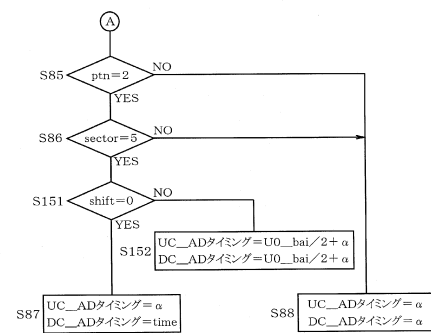 A
S85 ptn=2 NO
YES
S86 sector=5 NO
YES
S151 shift=0 NO
YES
S152 UC__ADタイミング=U0__bai／2+α
DC__ADタイミング=U0__bai／2+α
S87 UC__ADタイミング=α
DC__ADタイミング=time
S88 UC__ADタイミング=α
DC__ADタイミング=α